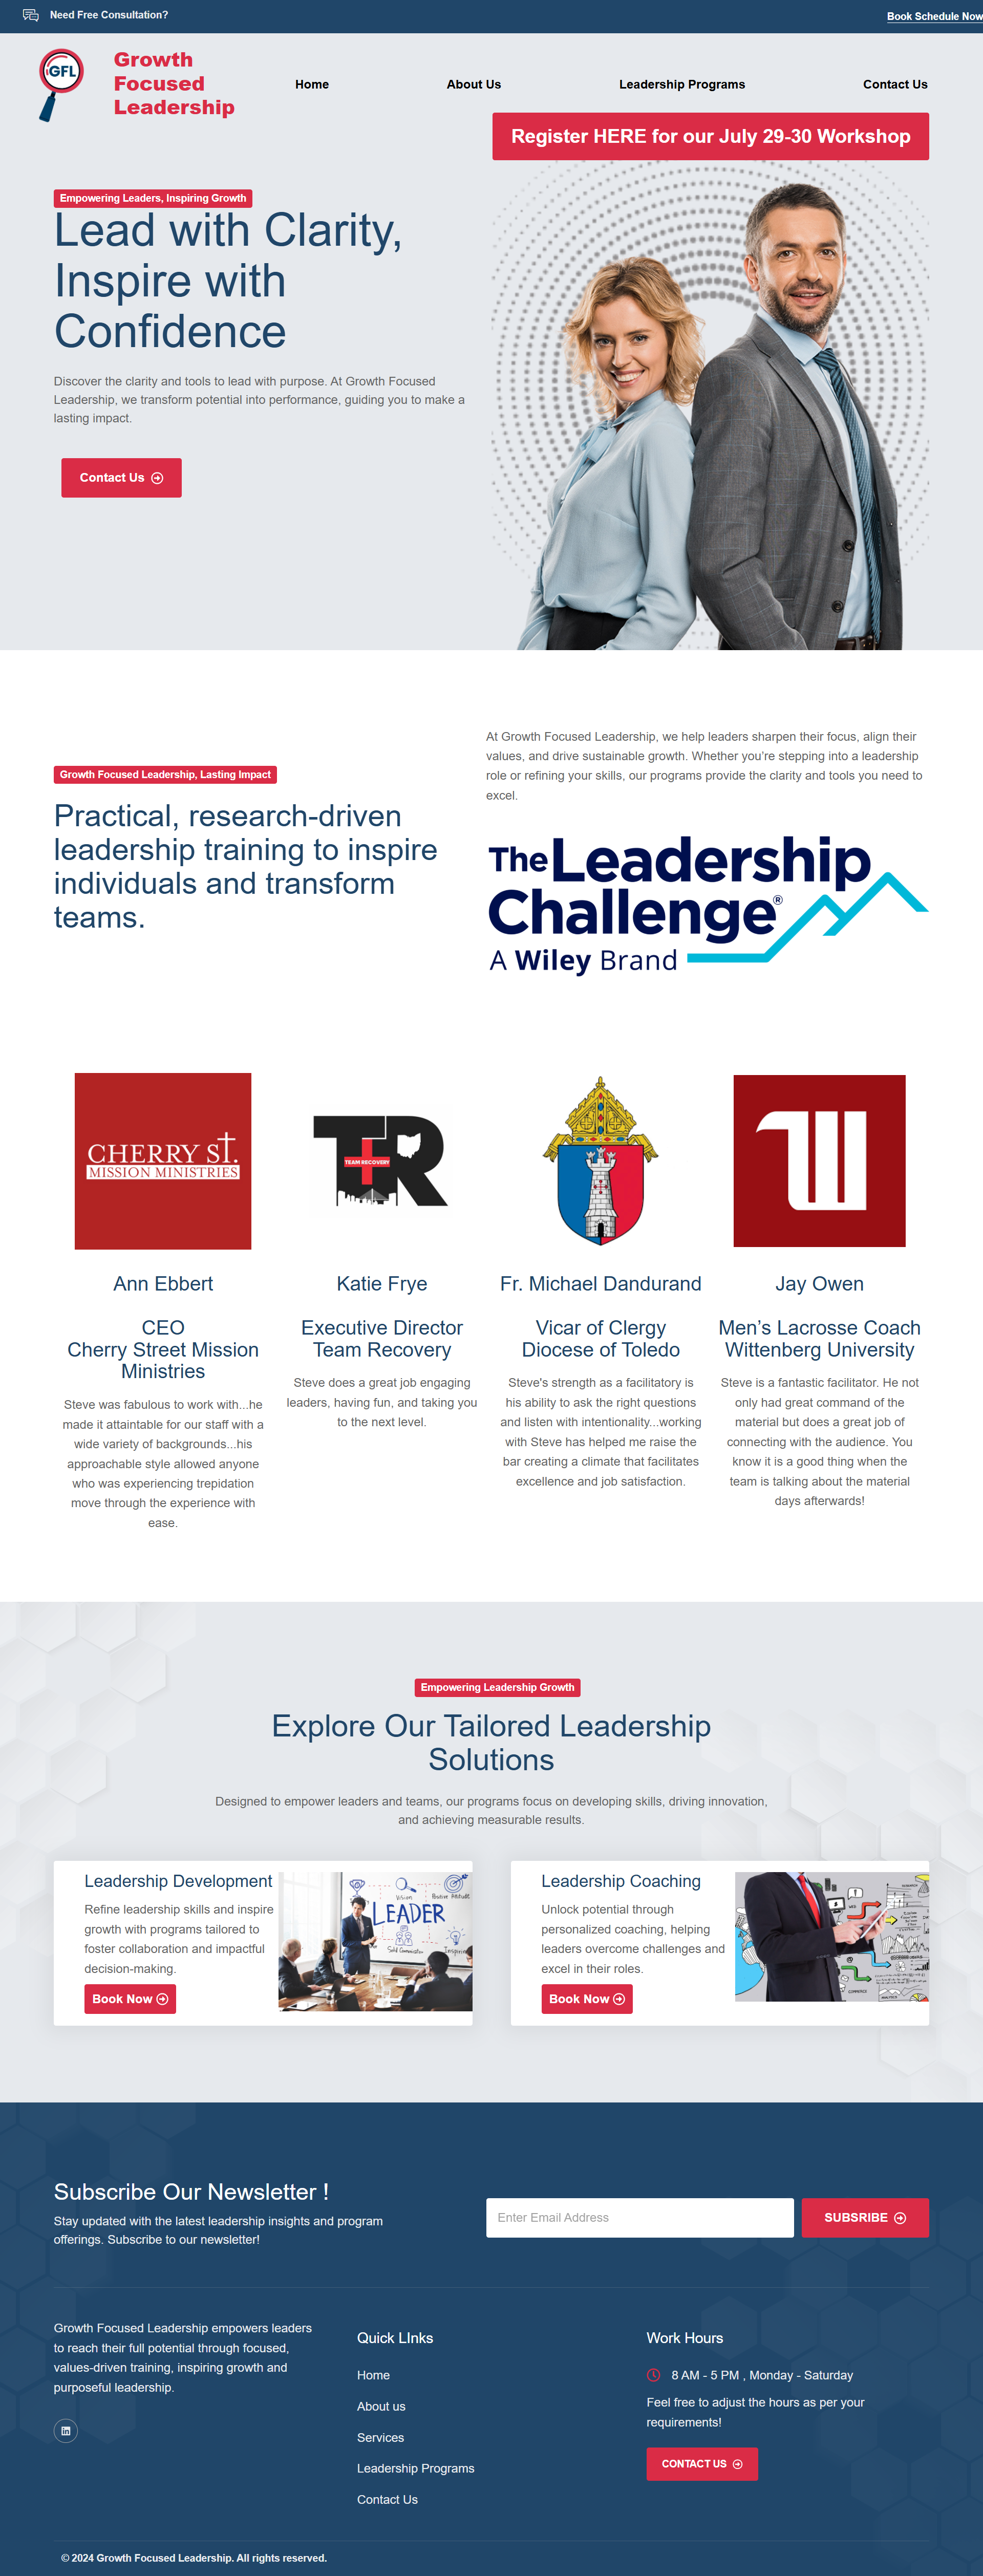 Need Free Consultation?
Book Schedule Now
GFL
Growth
Focused
Leadership
Home
About Us
Leadership Programs
Contact Us
Register HERE for our July 29-30 Workshop
Empowering Leaders, Inspiring Growth
Lead with Clarity,
Inspire with
Confidence
Discover the clarity and tools to lead with purpose. At Growth Focused
Leadership, we transform potential into performance, guiding you to make a
lasting impact.
Contact Us
Growth Focused Leadership, Lasting Impact
Practical, research-driven
leadership training to inspire
individuals and transform
teams.
At Growth Focused Leadership, we help leaders sharpen their focus, align their
values, and drive sustainable growth. Whether you’re stepping into a leadership
role or refining your skills, our programs provide the clarity and tools you need to
excel.
The Leadership
Challenge®
A Wiley Brand
CHERRY ST.
MISSION MINISTRIES
Ann Ebbert
CEO
Cherry Street Mission
Ministries
Steve was fabulous to work with...he
made it attaintable for our staff with a
wide variety of backgrounds...his
approachable style allowed anyone
who was experiencing trepidation
move through the experience with
ease.
TR
TEAM RECOVERY
Katie Frye
Executive Director
Team Recovery
Steve does a great job engaging
leaders, having fun, and taking you
to the next level.
Fr. Michael Dandurand
Vicar of Clergy
Diocese of Toledo
Steve's strength as a facilitatory is
his ability to ask the right questions
and listen with intentionality...working
with Steve has helped me raise the
bar creating a climate that facilitates
excellence and job satisfaction.
W
Jay Owen
Men’s Lacrosse Coach
Wittenberg University
Steve is a fantastic facilitator. He not
only had great command of the
material but does a great job of
connecting with the audience. You
know it is a good thing when the
team is talking about the material
days afterwards!
Empowering Leadership Growth
Explore Our Tailored Leadership
Solutions
Designed to empower leaders and teams, our programs focus on developing skills, driving innovation,
and achieving measurable results.
Leadership Development
Refine leadership skills and inspire
growth with programs tailored to
foster collaboration and impactful
decision-making.
Book Now
Vision
Positive Attitude
LEADER
Leadership Coaching
Unlock potential through
personalized coaching, helping
leaders overcome challenges and
excel in their roles.
Book Now
Subscribe Our Newsletter !
Stay updated with the latest leadership insights and program
offerings. Subscribe to our newsletter!
Enter Email Address
SUBSRIBE
Growth Focused Leadership empowers leaders
to reach their full potential through focused,
values-driven training, inspiring growth and
purposeful leadership.
Quick LInks
Home
About us
Services
Leadership Programs
Contact Us
Work Hours
8 AM - 5 PM , Monday - Saturday
Feel free to adjust the hours as per your
requirements!
CONTACT US
© 2024 Growth Focused Leadership. All rights reserved.